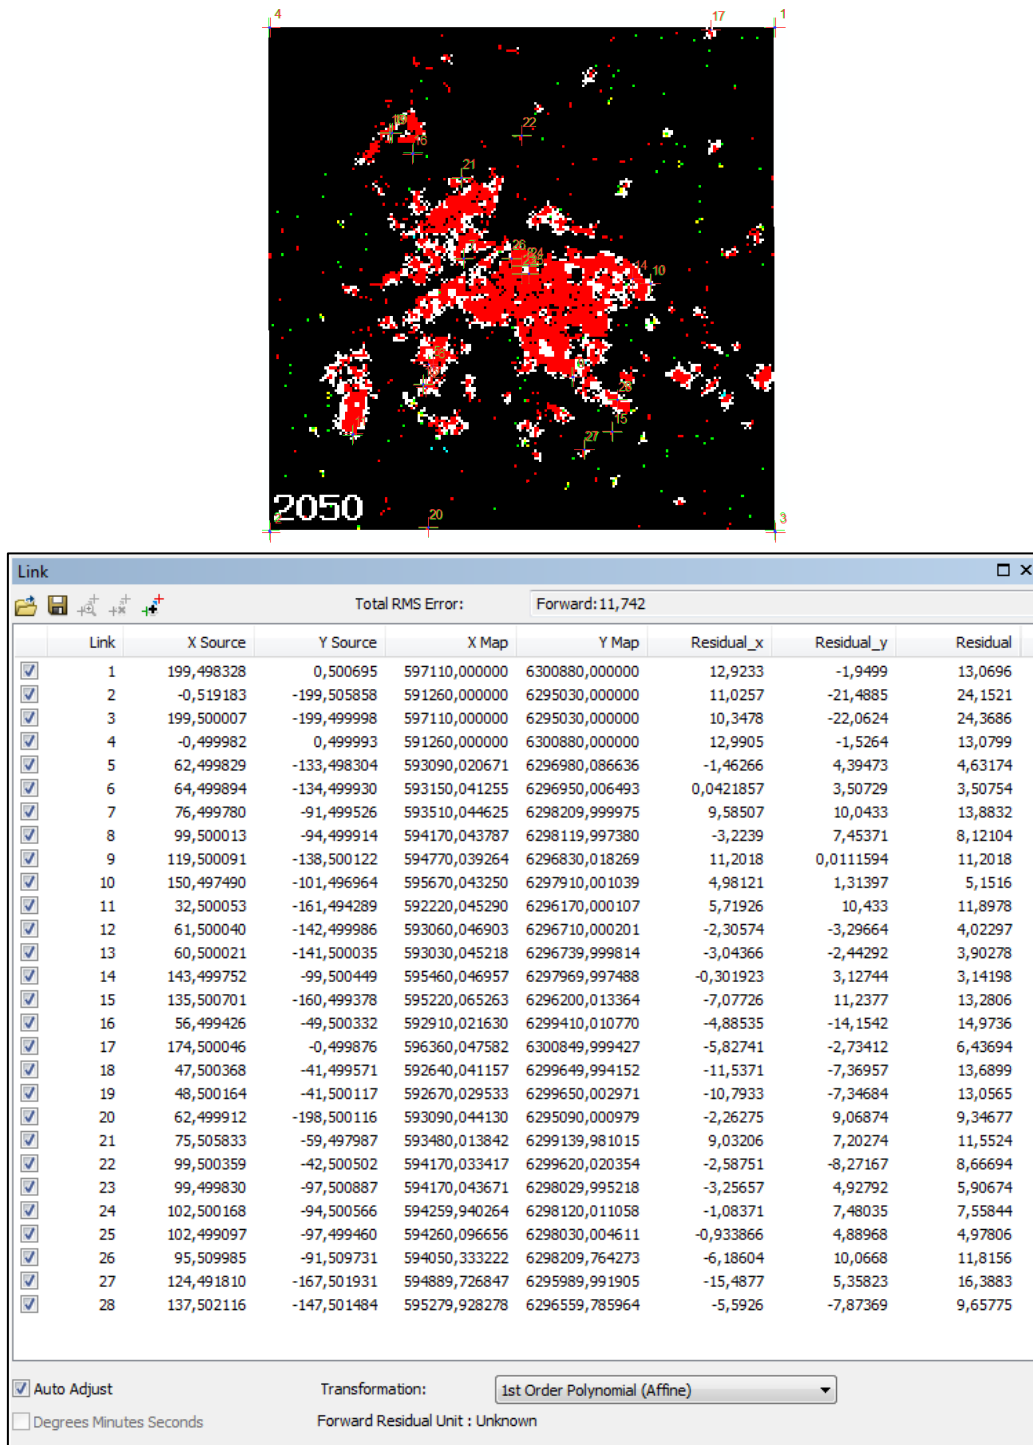 4
1
17
22
21
26
24
14
10
28
15
27
2050
20
3
Link
Total RMS Error: Forward:11,742
Link X Source Y Source X Map Y Map Residual_x Residual_y Residual
1 199,498328 0,500695 597110,000000 6300880,000000 12,9233 -1,9499 13,0696
2 -0,519183 -199,505858 591260,000000 6295030,000000 11,0257 -21,4885 24,1521
3 199,500007 -199,499998 597110,000000 6295030,000000 10,3478 -22,0624 24,3686
4 -0,499982 0,499993 591260,000000 6300880,000000 12,9905 -1,5264 13,0799
5 62,499829 -133,498304 593090,020671 6296980,086636 -1,46266 4,39473 4,63174
6 64,499894 -134,499930 593150,041255 6296950,006493 0,0421857 3,50729 3,50754
7 76,499780 -91,499526 593510,044625 6298209,999975 9,58507 10,0433 13,8832
8 99,500013 -94,499914 594170,043787 6298119,997380 -3,2239 7,45371 8,12104
9 119,500091 -138,500122 594770,039264 6296830,018269 11,2018 0,0111594 11,2018
10 150,497490 -101,496964 595670,043250 6297910,001039 4,98121 1,31397 5,1516
11 32,500053 -161,494289 592220,045290 6296170,000107 5,71926 10,433 11,8978
12 61,500040 -142,499986 593060,046903 6296710,000201 -2,30574 -3,29664 4,02297
13 60,500021 -141,500035 593030,045218 6296739,999814 -3,04366 -2,44292 3,90278
14 143,499752 -99,500449 595460,046957 6297969,997488 -0,301923 3,12744 3,14198
15 135,500701 -160,499378 595220,065263 6296200,013364 -7,07726 11,2377 13,2806
16 56,499426 -49,500332 592910,021630 6299410,010770 -4,88535 -14,1542 14,9736
17 174,500046 -0,499876 596360,047582 6300849,999427 -5,82741 -2,73412 6,43694
18 47,500368 -41,499571 592640,041157 6299649,994152 -11,5371 -7,36957 13,6899
19 48,500164 -41,500117 592670,029533 6299650,002971 -10,7933 -7,34684 13,0565
20 62,499912 -198,500116 593090,044130 6295090,000979 -2,26275 9,06874 9,34677
21 75,505833 -59,497987 593480,013842 6299139,981015 9,03206 7,20274 11,5524
22 99,500359 -42,500502 594170,033417 6299620,020354 -2,58751 -8,27167 8,66694
23 99,499830 -97,500887 594170,043671 6298029,995218 -3,25657 4,92792 5,90674
24 102,500168 -94,500566 594259,940264 6298120,011058 -1,08371 7,48035 7,55844
25 102,499097 -97,499460 594260,096656 6298030,004611 -0,933866 4,88968 4,97806
26 95,509985 -91,509731 594050,333222 6298209,764273 -6,18604 10,0668 11,8156
27 124,491810 -167,501931 594889,726847 6295989,991905 -15,4877 5,35823 16,3883
28 137,502116 -147,501484 595279,928278 6296559,785964 -5,5926 -7,87369 9,65775
Auto Adjust Transformation: 1st Order Polynomial (Affine)
Degrees Minutes Seconds Forward Residual Unit : Unknown